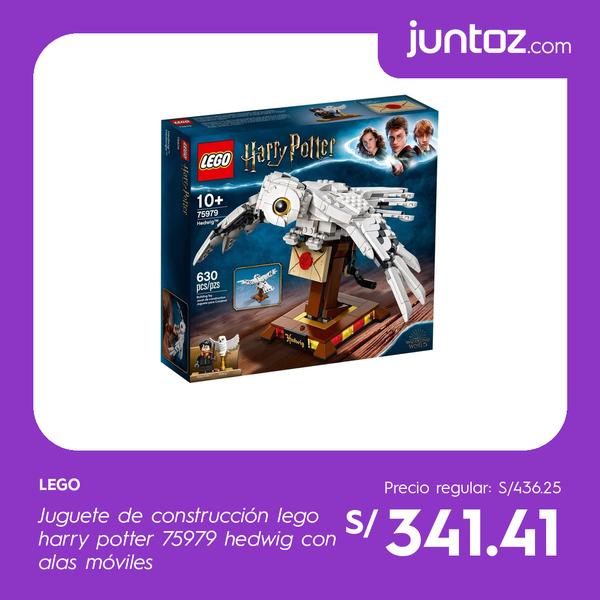 juntoz.com
LEGO
Harry Potter
10+
75979
Hedwig™
630
pcs/pzs
Hedwig
LEGO
Precio regular: S/436.25
Juguete de construcción lego
harry potter 75979 hedwig con
alas móviles
S/ 341.41